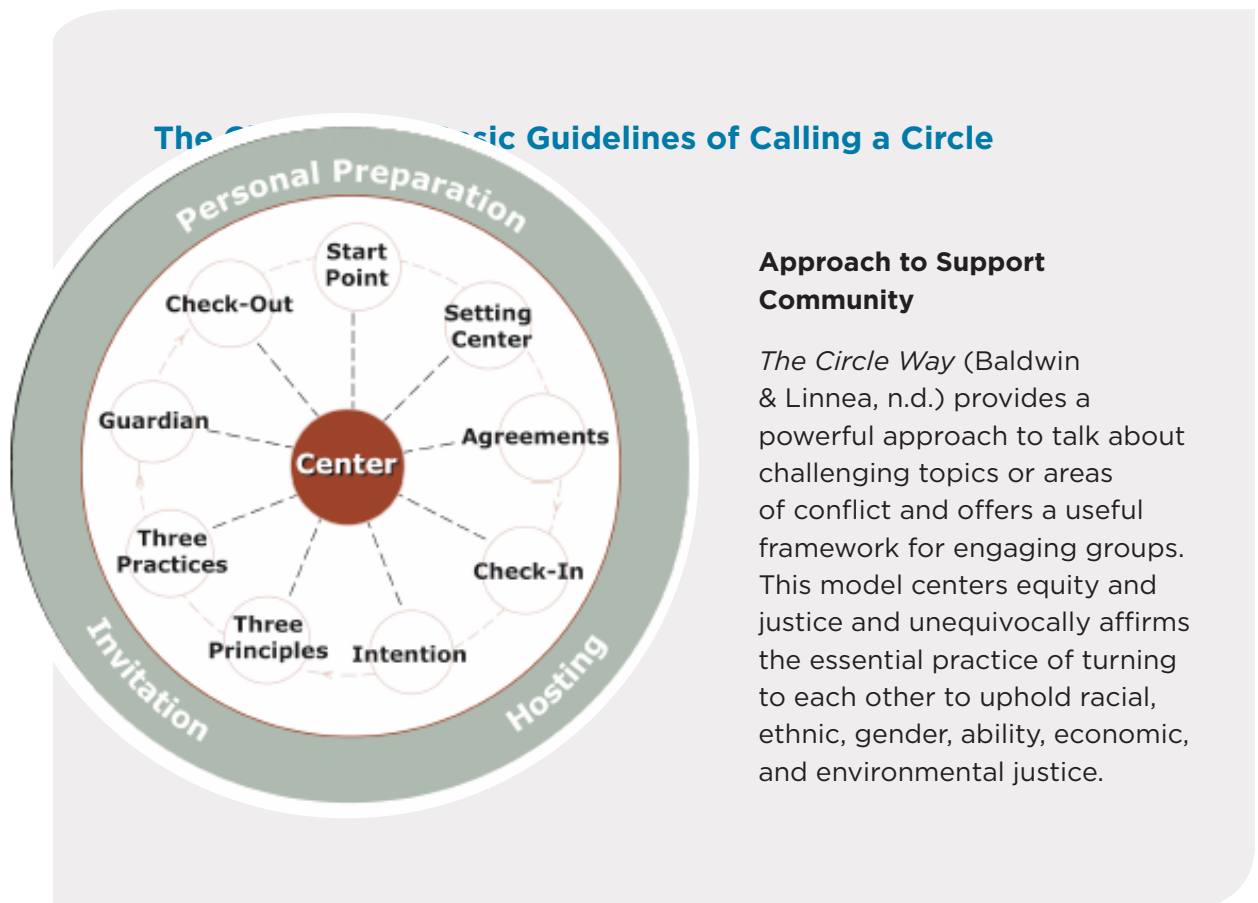 The C sic Guidelines of Calling a Circle
Personal Preparation
Start
Point
Setting
Center
Agreements
Check-In
Intention
Three
Principles
Three
Practices
Guardian
Check-Out
Center
Invitation
Hosting
Approach to Support
Community
The Circle Way (Baldwin
& Linnea, n.d.) provides a
powerful approach to talk about
challenging topics or areas
of conflict and offers a useful
framework for engaging groups.
This model centers equity and
justice and unequivocally affirms
the essential practice of turning
to each other to uphold racial,
ethnic, gender, ability, economic,
and environmental justice.